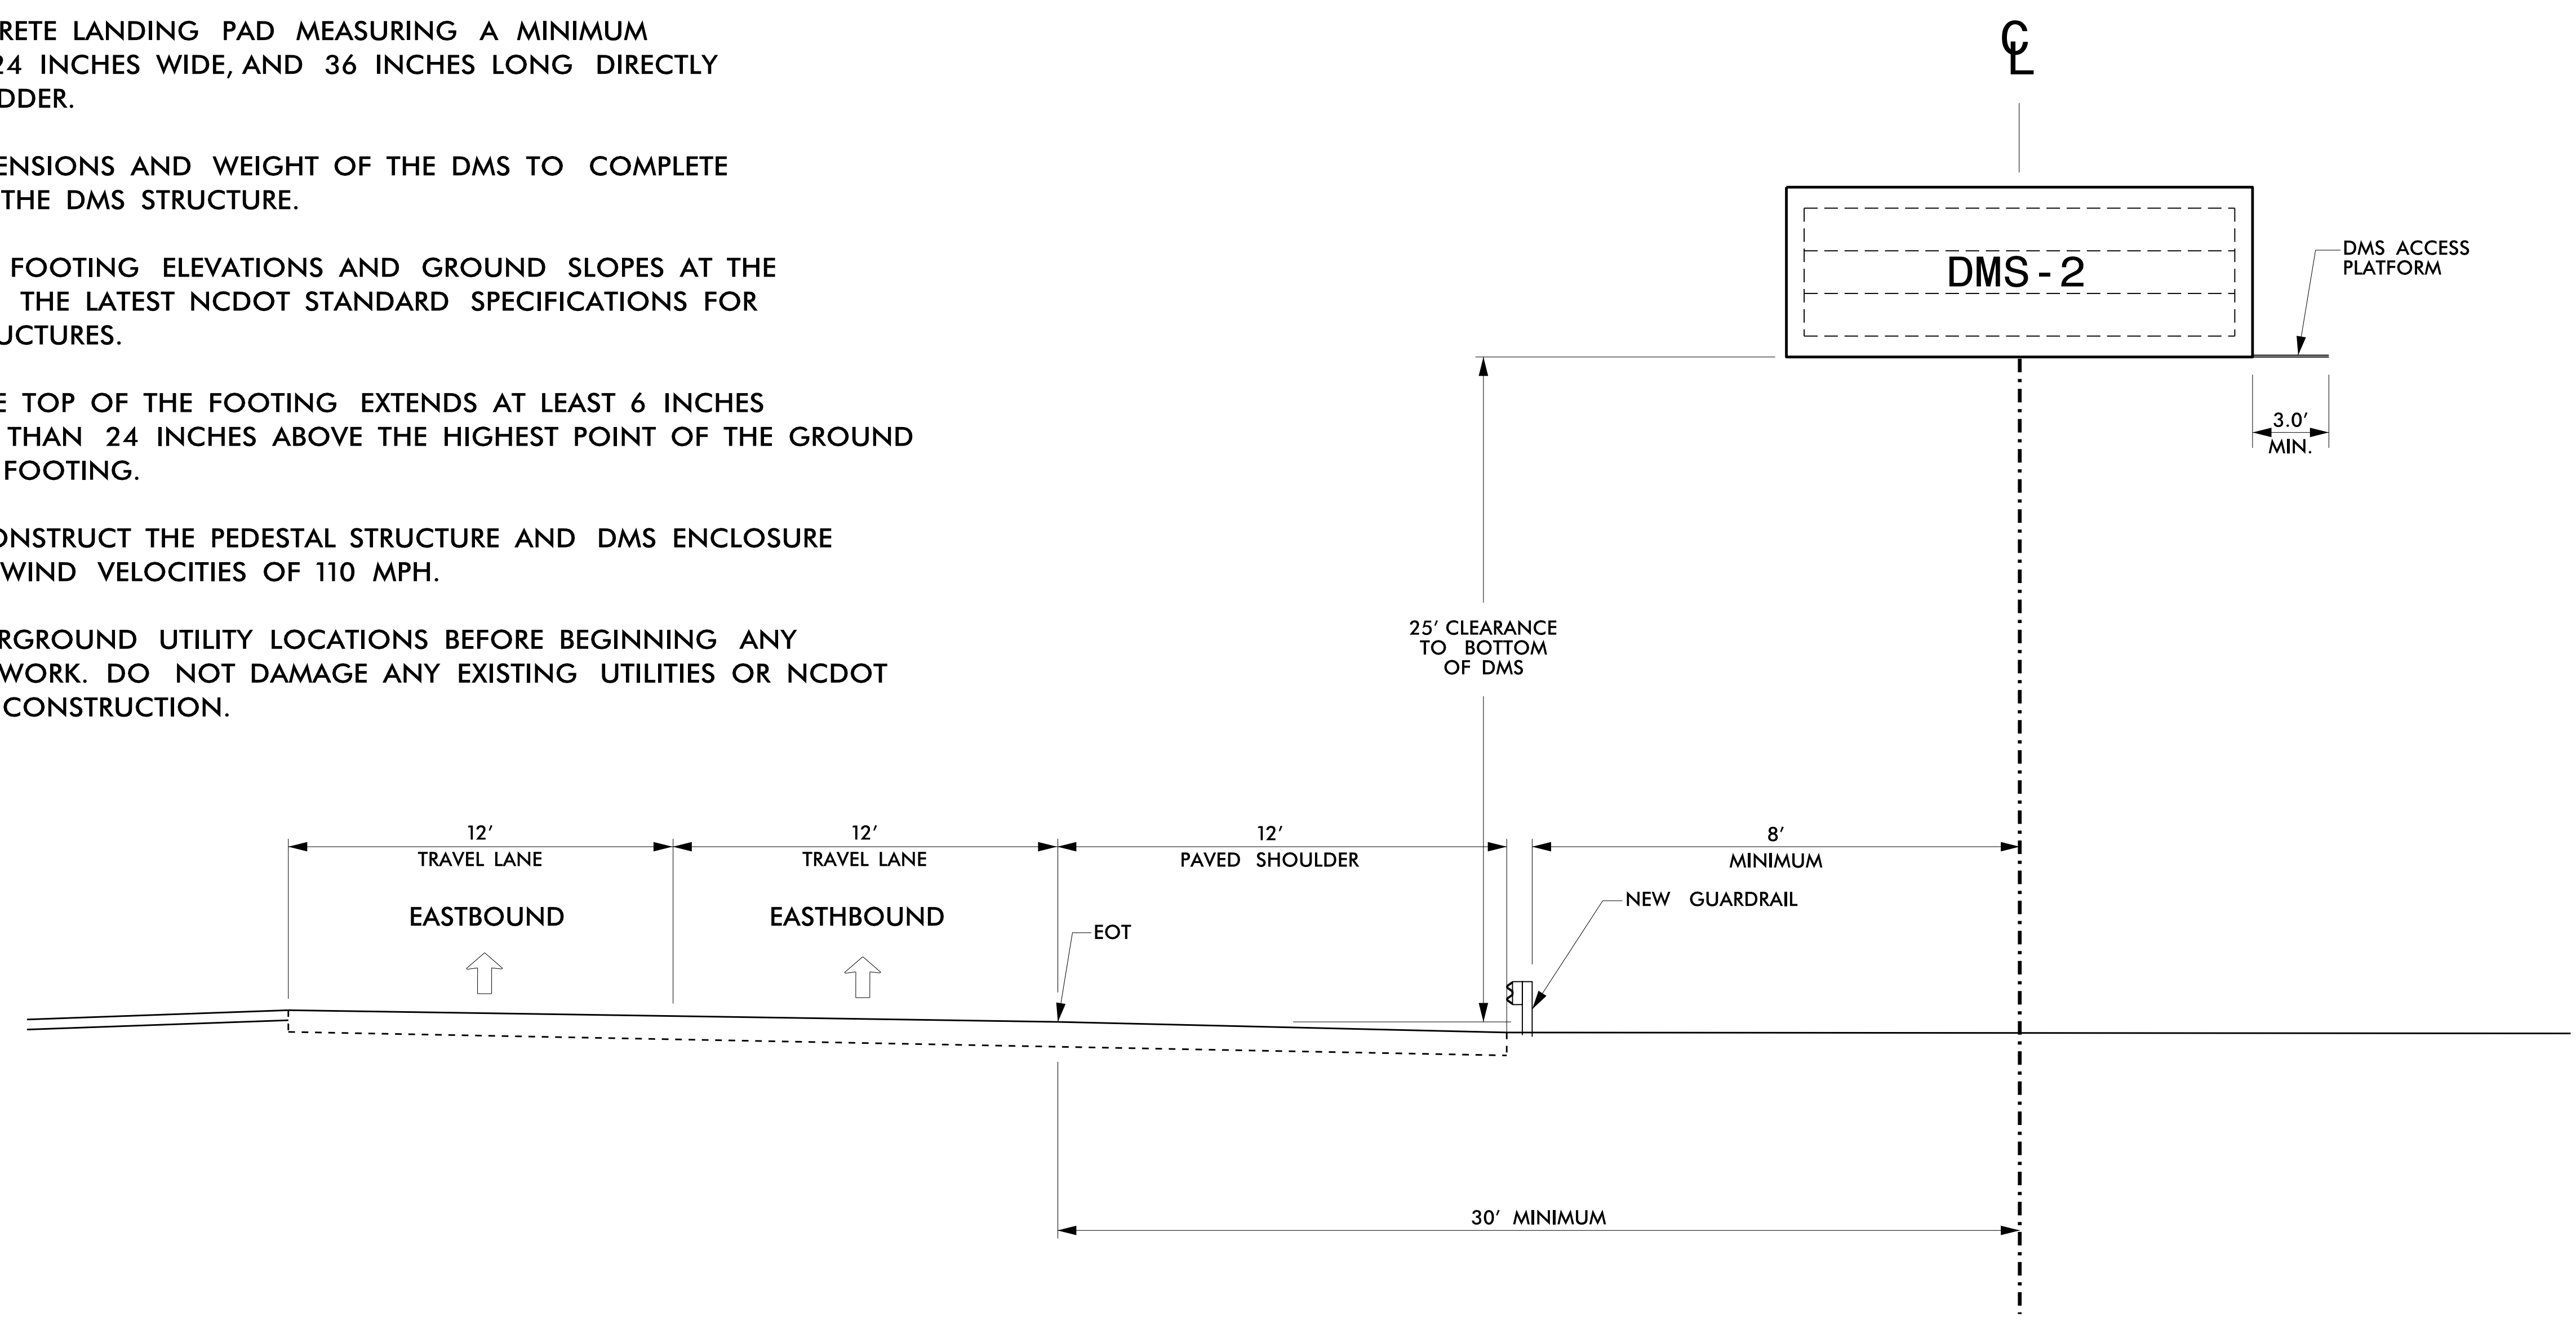 RETE LANDING PAD MEASURING A MINIMUM
24 INCHES WIDE, AND 36 INCHES LONG DIRECTLY
DDER.
ENSIONS AND WEIGHT OF THE DMS TO COMPLETE
THE DMS STRUCTURE.
FOOTING ELEVATIONS AND GROUND SLOPES AT THE
THE LATEST NCDOT STANDARD SPECIFICATIONS FOR
UCTURES.
E TOP OF THE FOOTING EXTENDS AT LEAST 6 INCHES
THAN 24 INCHES ABOVE THE HIGHEST POINT OF THE GROUND
FOOTING.
ONSTRUCT THE PEDESTAL STRUCTURE AND DMS ENCLOSURE
WIND VELOCITIES OF 110 MPH.
RGROUND UTILITY LOCATIONS BEFORE BEGINNING ANY
WORK. DO NOT DAMAGE ANY EXISTING UTILITIES OR NCDOT
CONSTRUCTION.
CL
DMS-2
DMS ACCESS
PLATFORM
3.0'
MIN.
25' CLEARANCE
TO BOTTOM
OF DMS
12'
TRAVEL LANE
12'
TRAVEL LANE
12'
PAVED SHOULDER
8'
MINIMUM
EASTBOUND
EASTHBOUND
EOT
NEW GUARDRAIL
30' MINIMUM